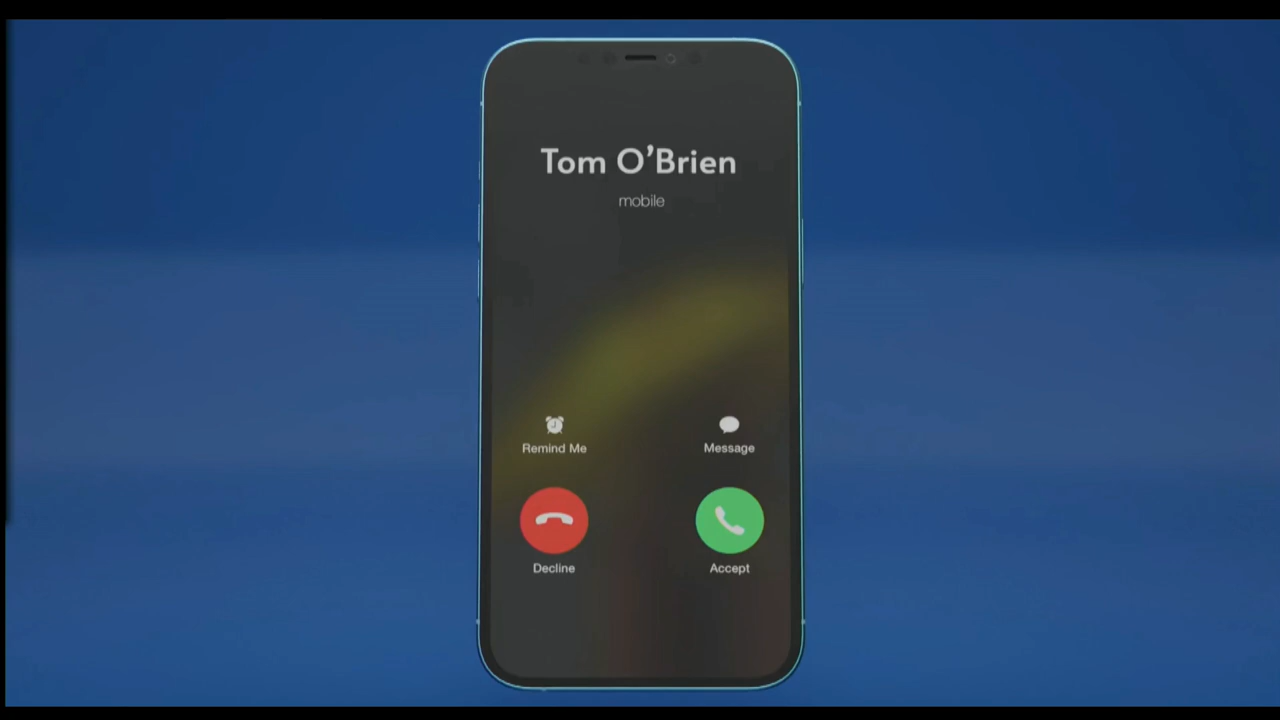 Tom O’Brien
mobile
Remind Me
Message
Decline
Accept